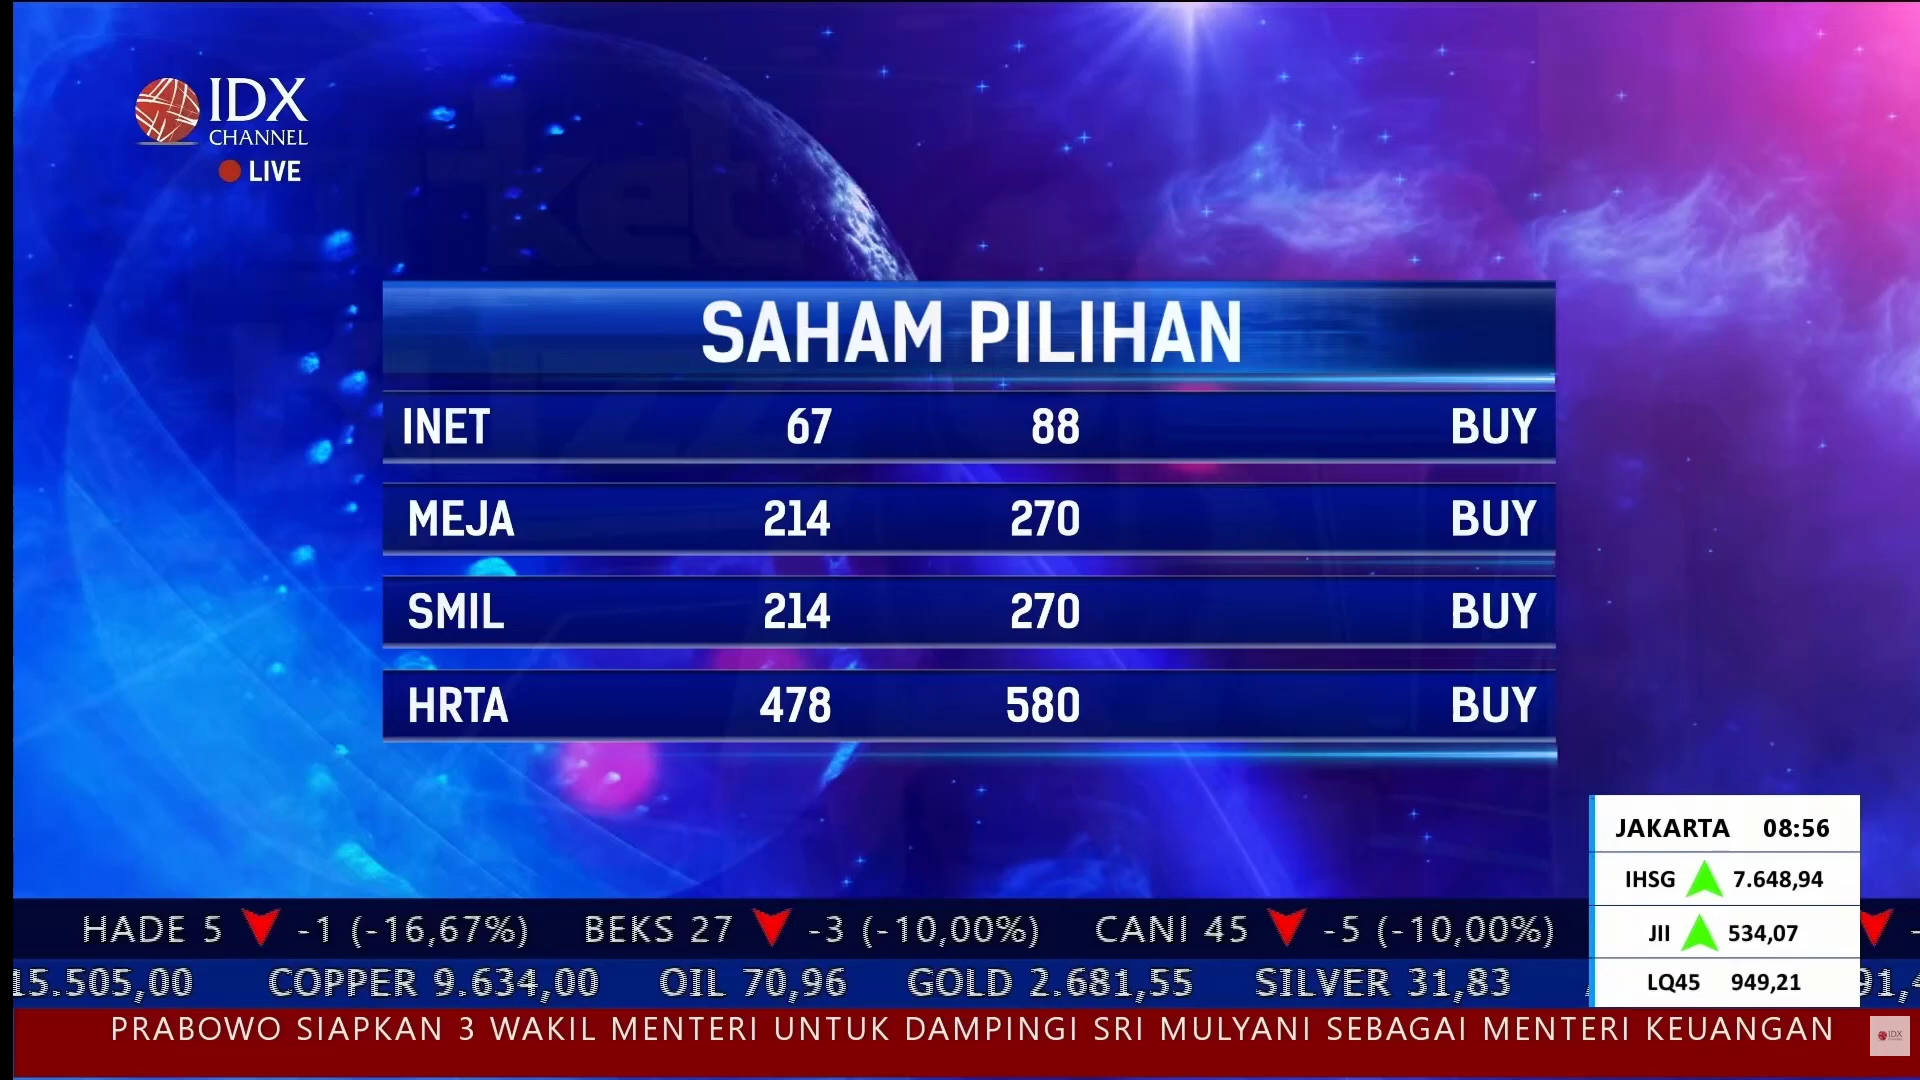 IDX
CHANNEL
LIVE
SAHAM PILIHAN
INET 67 88 BUY
MEJA 214 270 BUY
SMIL 214 270 BUY
HRTA 478 580 BUY
JAKARTA 08:56
IHSG 7.648,94
JII 534,07
LQ45 949,21
HADE 5 -1 (-16,67%) BEKS 27 -3 (-10,00%) CANI 45 -5 (-10,00%)
15.505,00 COPPER 9.634,00 OIL 70,96 GOLD 2.681,55 SILVER 31,83
PRABOWO SIAPKAN 3 WAKIL MENTERI UNTUK DAMPINGI SRI MULYANI SEBAGAI MENTERI KEUANGAN